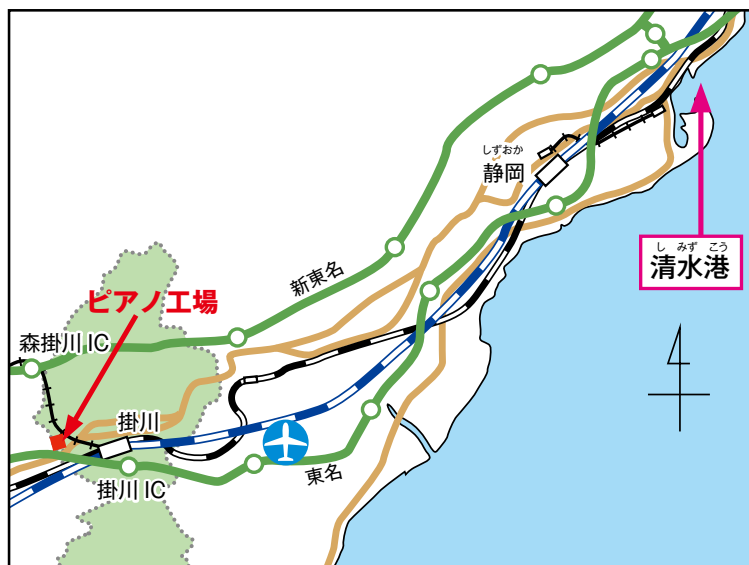 しずおか
静岡
し みず こう
清水港
新東名
ピアノ工場
森掛川 IC
掛川
掛川 IC
東名